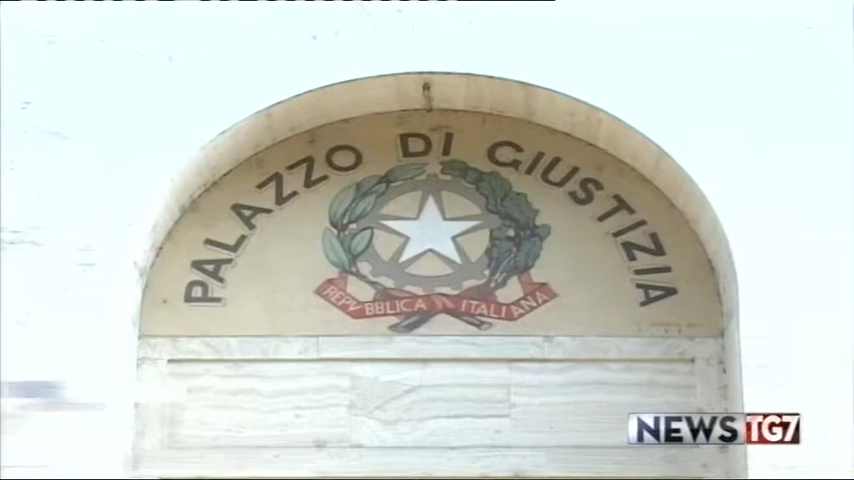 PALAZZO DI GIUSTIZIA
REPVBBLICA ITALIANA
NEWS TG7